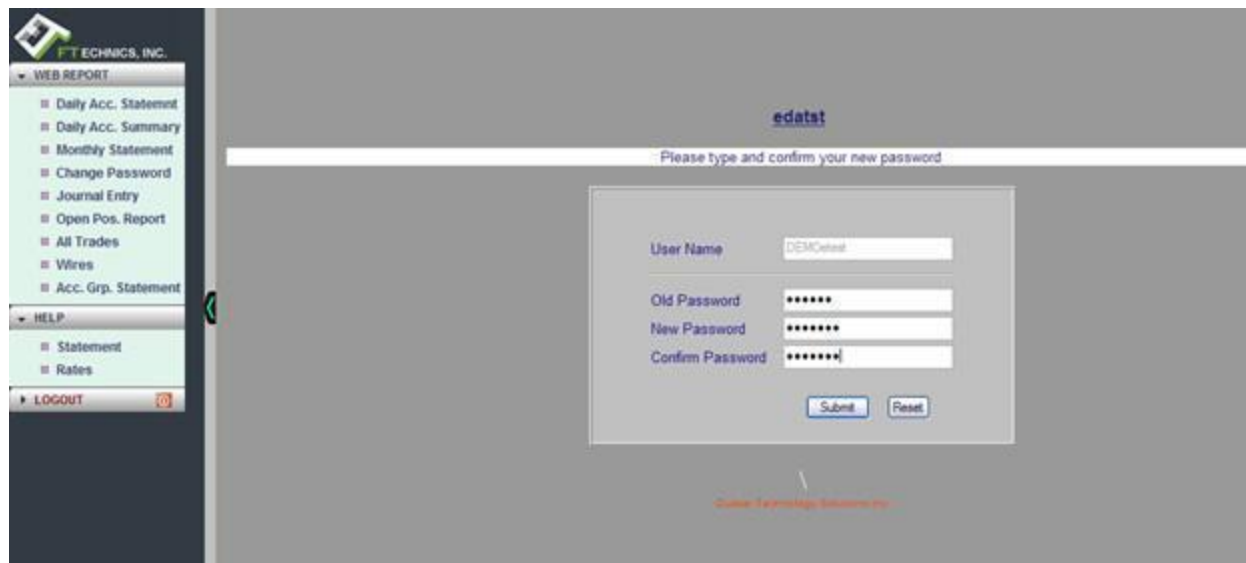 FT TECHNICS, INC.
WEB REPORT
Daily Acc. Statemnt
Daily Acc. Summary
Monthly Statement
Change Password
Journal Entry
Open Pos. Report
All Trades
Wires
Acc. Grp. Statement
HELP
Statement
Rates
LOGOUT
edatst
Please type and confirm your new password
User Name
Old Password ••••••
New Password •••••••
Confirm Password •••••••
Submit Reset
\